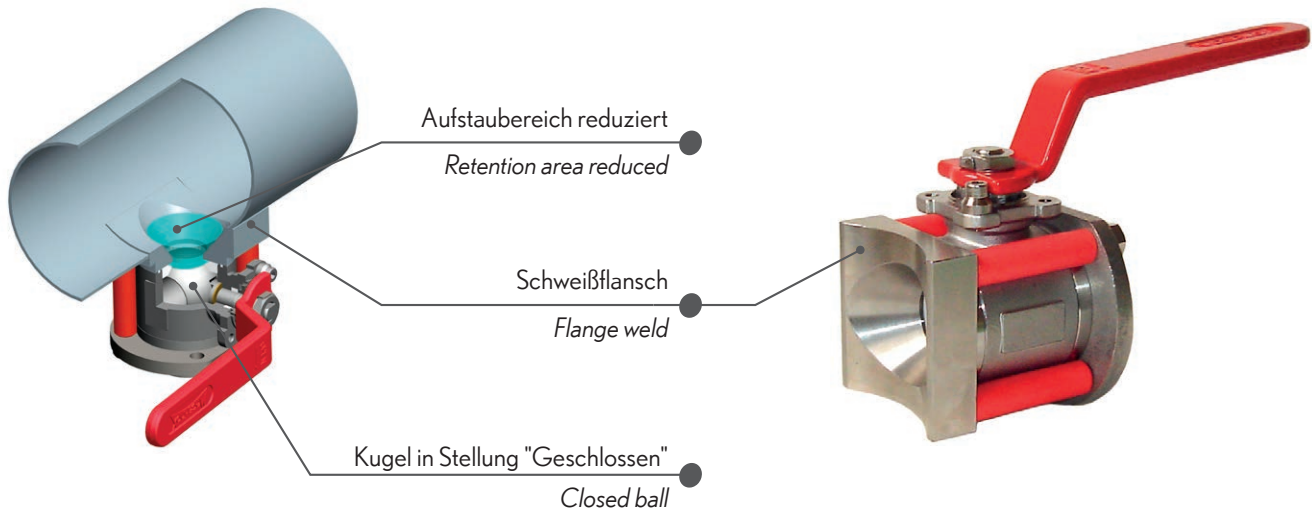 Aufstaubereich reduziert
Retention area reduced
Schweißflansch
Flange weld
Kugel in Stellung "Geschlossen"
Closed ball